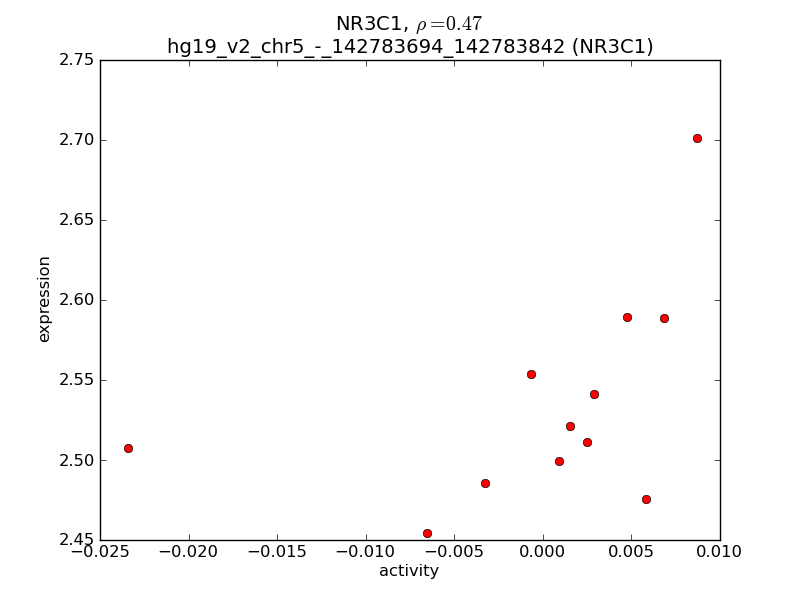 NR3C1, ρ=0.47
hg19_v2_chr5_-_142783694_142783842 (NR3C1)
2.75
2.70
2.65
2.60
2.55
2.50
2.45
expression
−0.025 −0.020 −0.015 −0.010 −0.005 0.000 0.005 0.010
activity